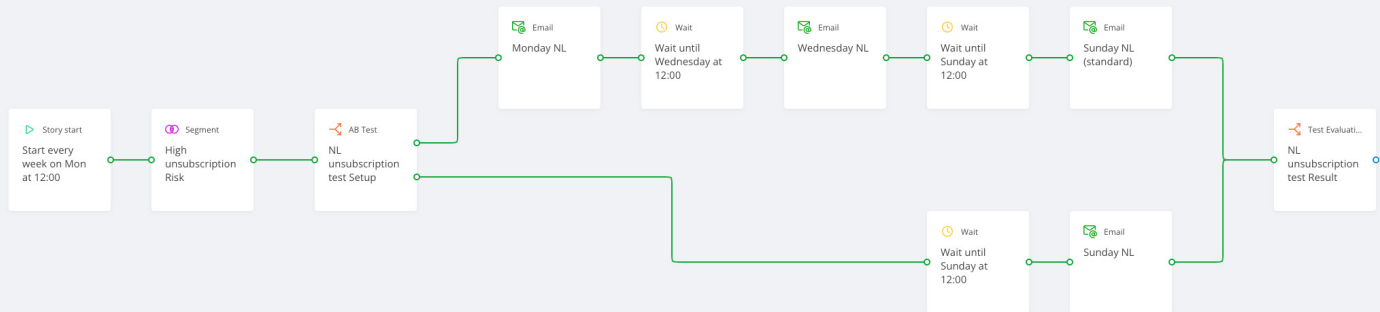 Story start
Start every
week on Mon
at 12:00
Segment
High
unsubscription
Risk
AB Test
NL
unsubscription
test Setup
Email
Monday NL
Wait
Wait until
Wednesday at
12:00
Email
Wednesday NL
Wait
Wait until
Sunday at
12:00
Email
Sunday NL
(standard)
Wait
Wait until
Sunday at
12:00
Email
Sunday NL
Test Evaluati...
NL
unsubscription
test Result